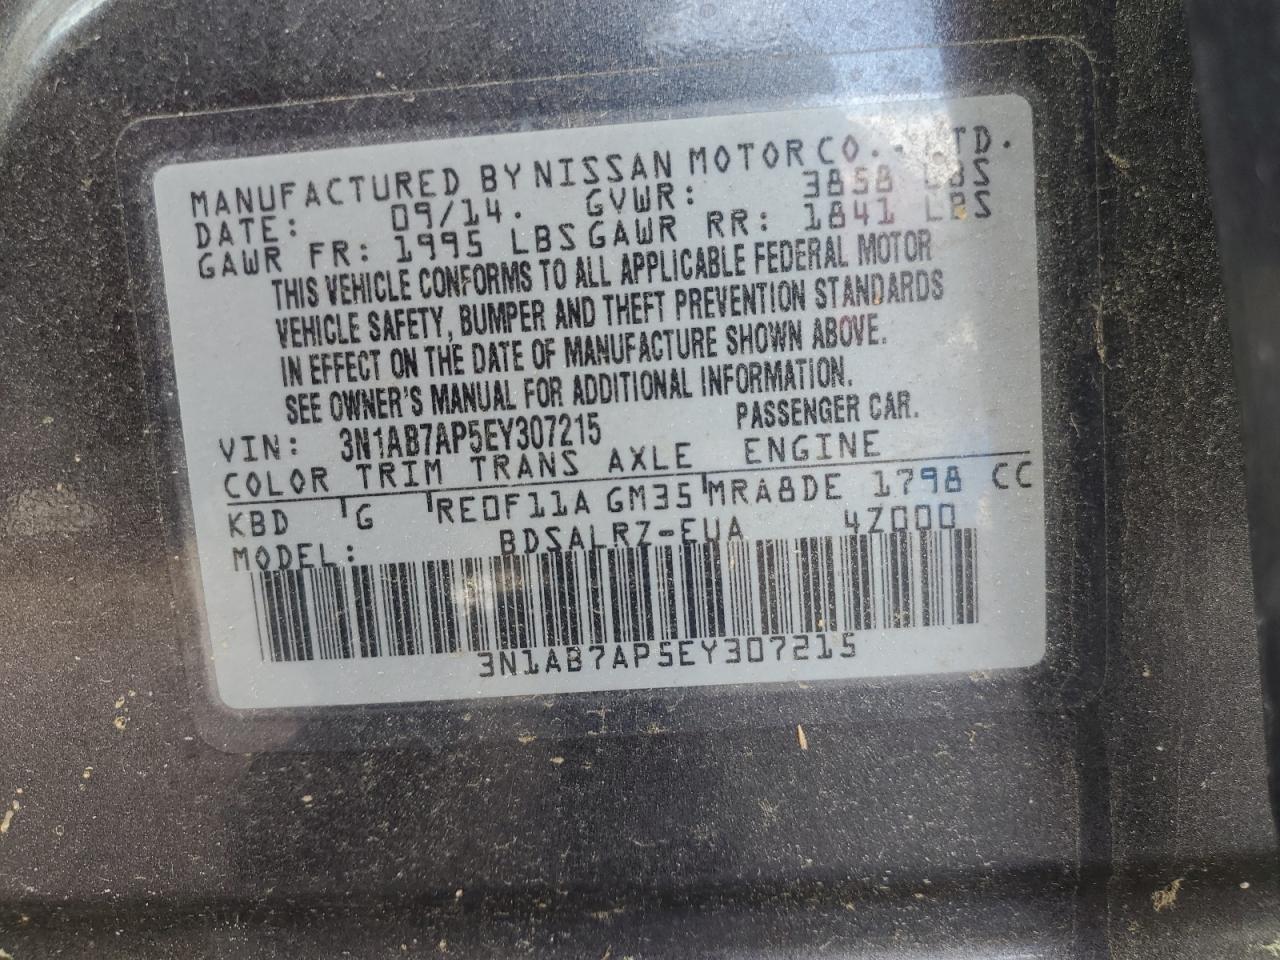 MANUFACTURED BY NISSAN MOTOR CO., LTD.
DATE: 09/14. GVWR: 3858 LBS
GAWR FR: 1995 LBS GAWR RR: 1841 LBS
THIS VEHICLE CONFORMS TO ALL APPLICABLE FEDERAL MOTOR
VEHICLE SAFETY, BUMPER AND THEFT PREVENTION STANDARDS
IN EFFECT ON THE DATE OF MANUFACTURE SHOWN ABOVE.
SEE OWNER'S MANUAL FOR ADDITIONAL INFORMATION.
VIN: 3N1AB7AP5EY307215 PASSENGER CAR.
COLOR TRIM TRANS AXLE ENGINE
KBD G RE0F11A GM35 MRA8DE 1798 CC
MODEL: BDSALRZ-EUA 4Z000
3N1AB7AP5EY307215